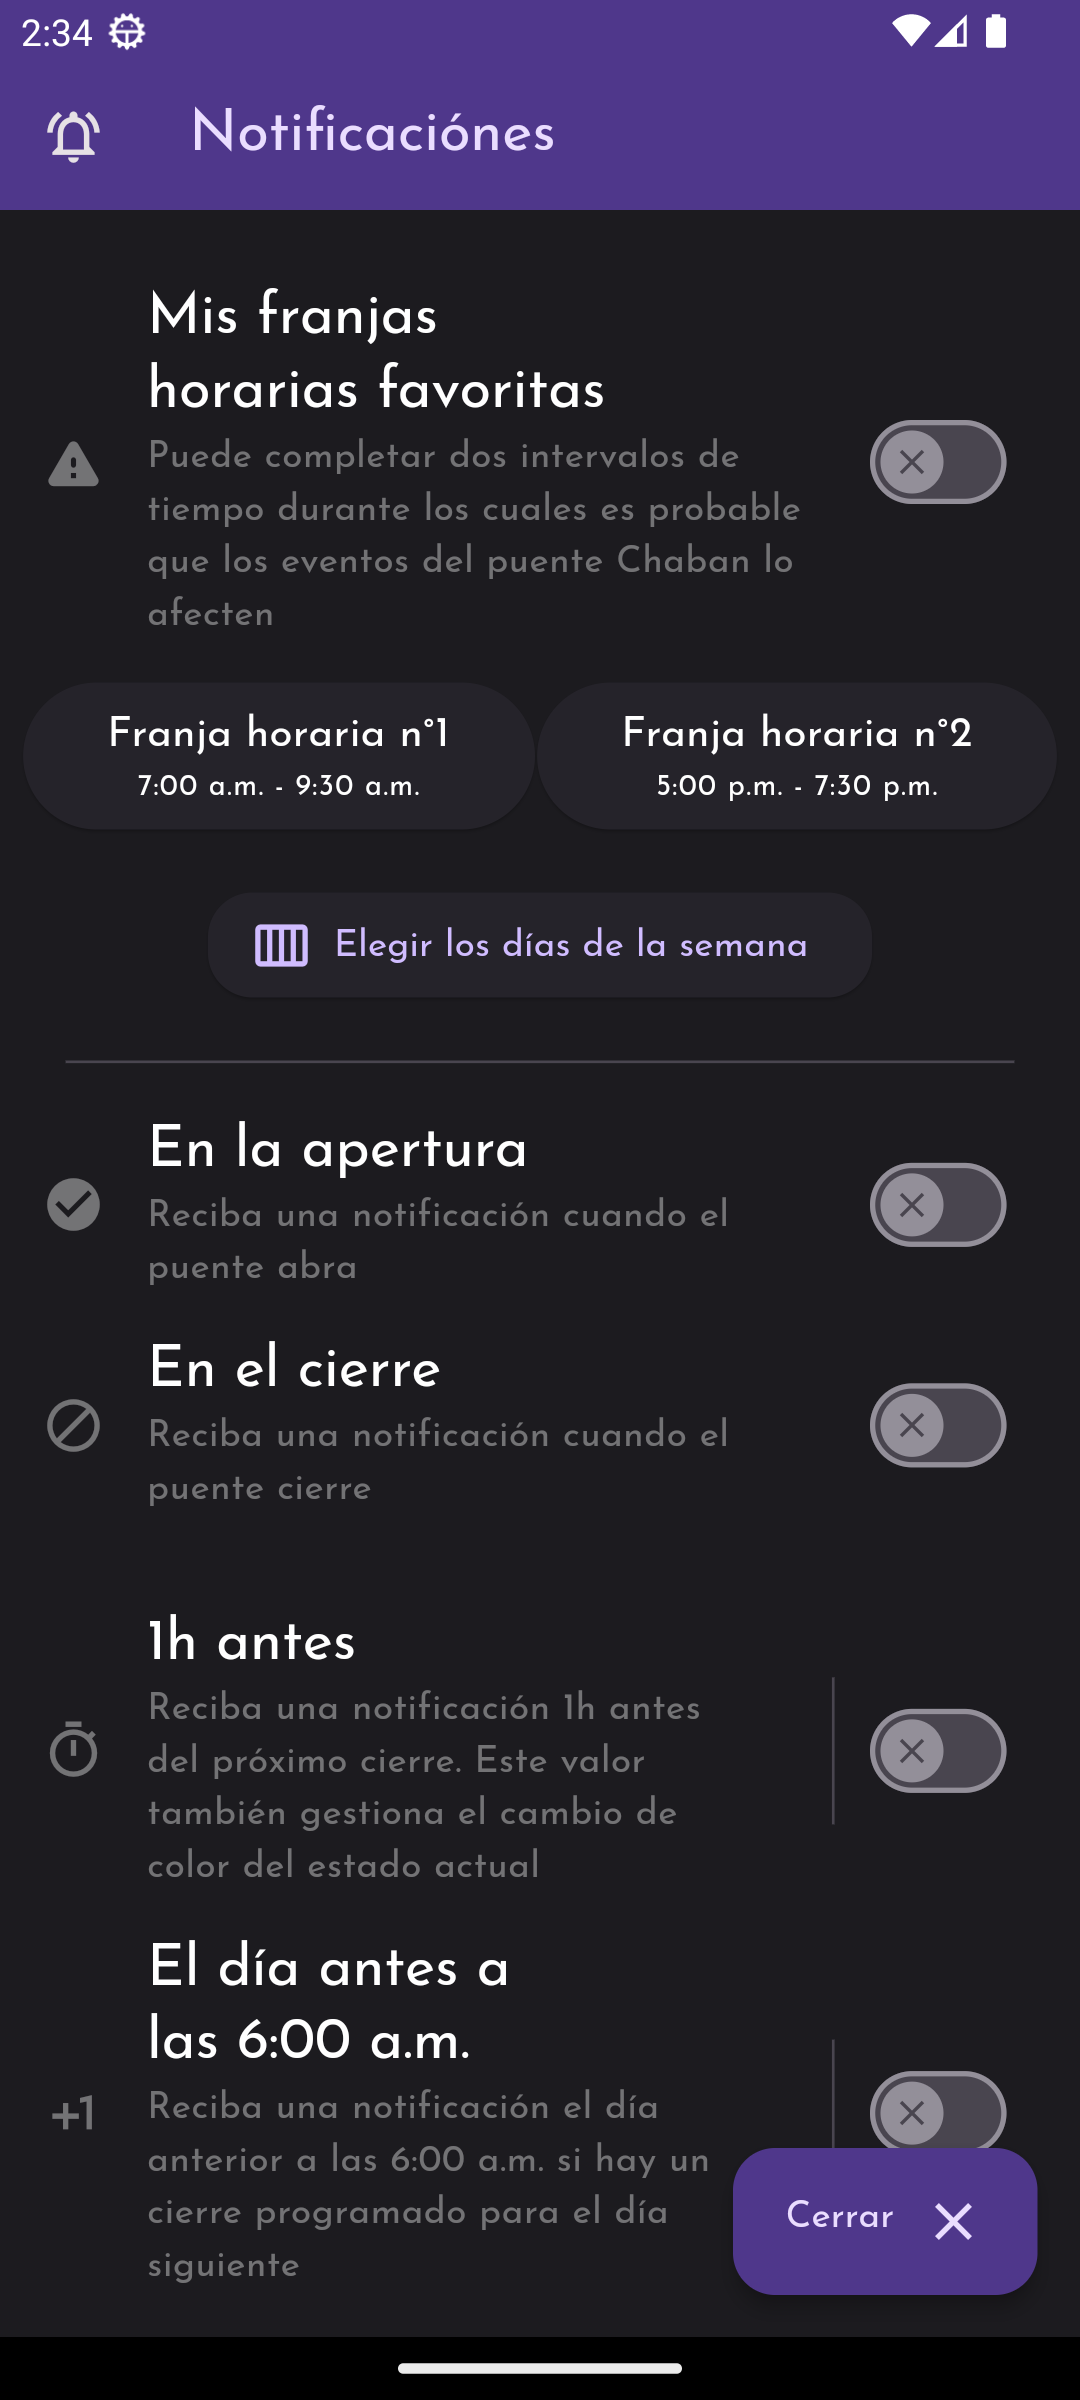 2:34
Notificaciónes
Mis franjas
horarias favoritas
Puede completar dos intervalos de
tiempo durante los cuales es probable
que los eventos del puente Chaban lo
afecten
Franja horaria n°1
7:00 a.m. - 9:30 a.m.
Franja horaria n°2
5:00 p.m. - 7:30 p.m.
Elegir los días de la semana
En la apertura
Reciba una notificación cuando el
puente abra
En el cierre
Reciba una notificación cuando el
puente cierre
1h antes
Reciba una notificación 1h antes
del próximo cierre. Este valor
también gestiona el cambio de
color del estado actual
El día antes a
las 6:00 a.m.
+1
Reciba una notificación el día
anterior a las 6:00 a.m. si hay un
cierre programado para el día
siguiente
Cerrar